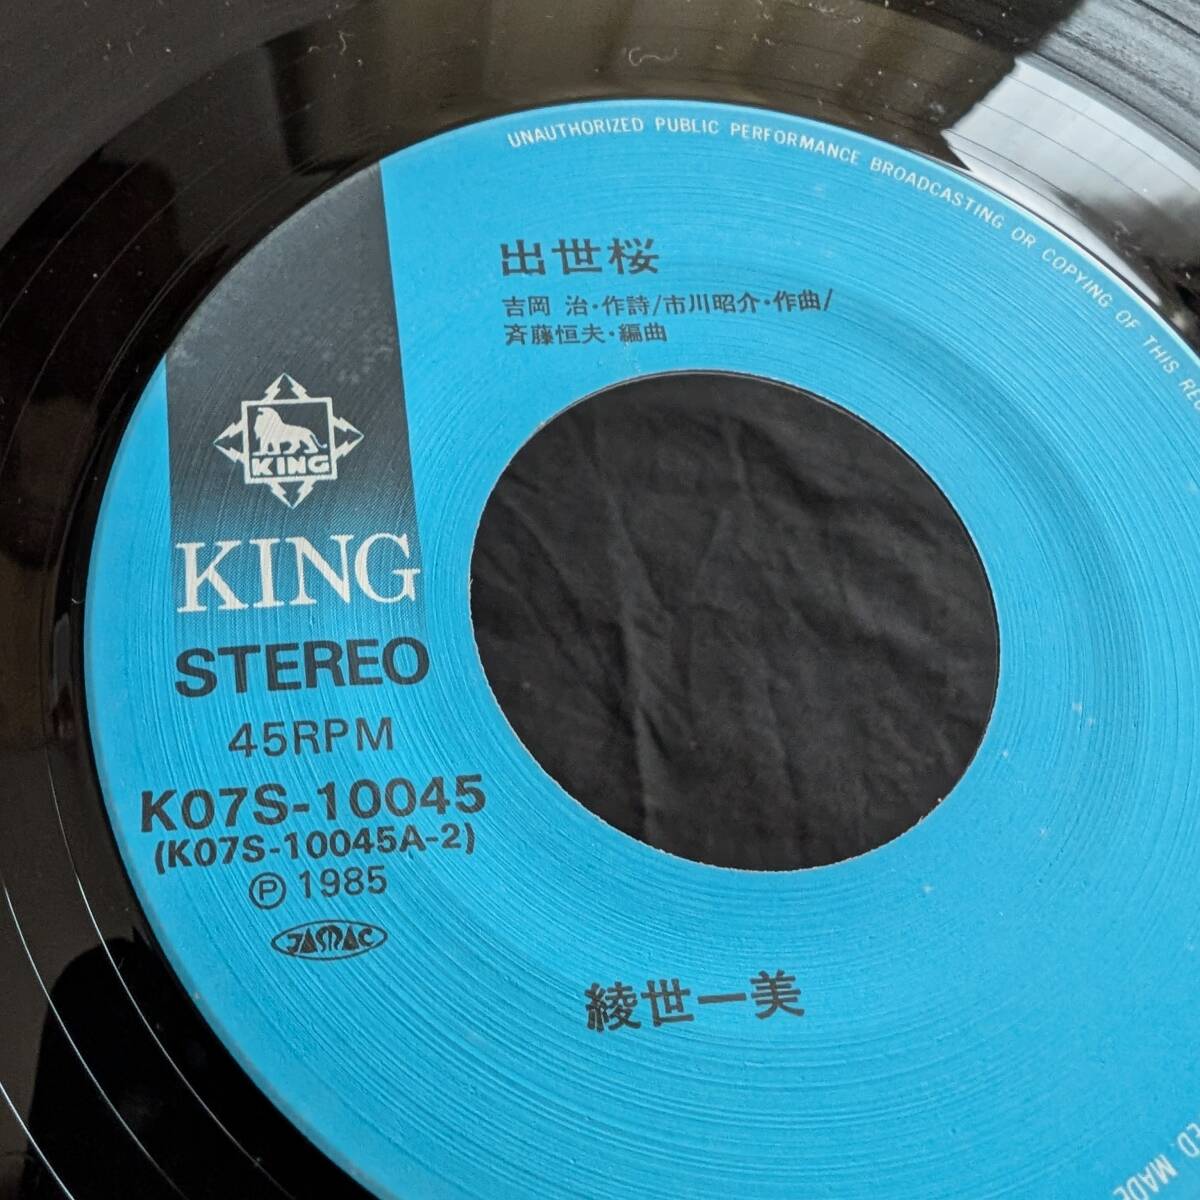 UNAUTHORIZED PUBLIC PERFORMANCE BROADCASTING OR COPYING OF THIS
出世桜
吉岡 治・作詩/市川昭介・作曲/
斉藤恒夫・編曲
KING
KING
STEREO
45RPM
K07S-10045
(K07S-10045A-2)
Ⓟ 1985
JASRAC
綾世一美